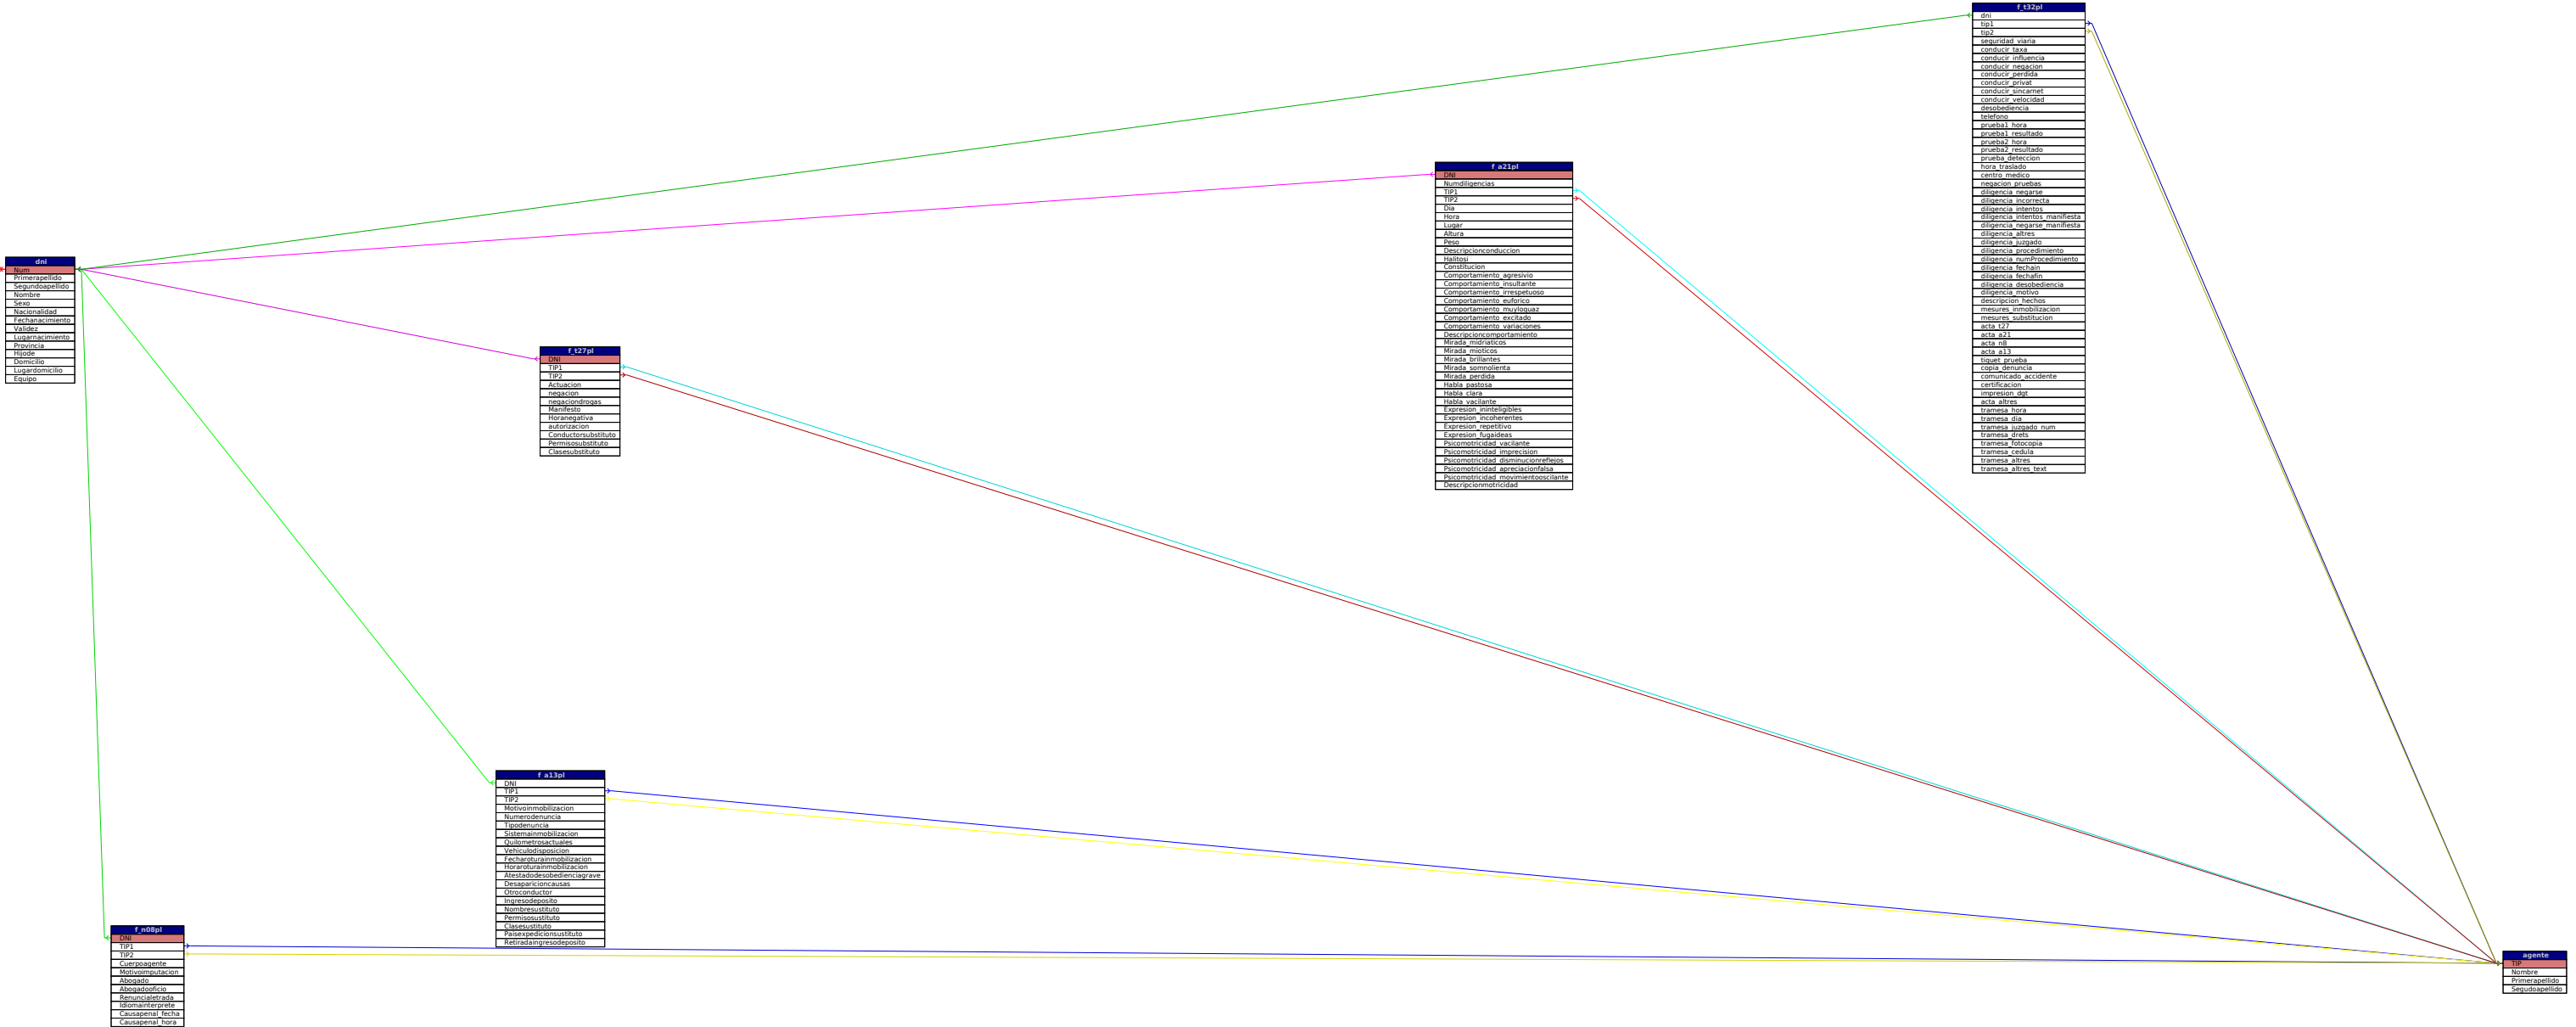 f_t32pl
dni
tip1
tip2
seguridad_viaria
conducir_taxa
conducir_influencia
conducir_negacion
conducir_perdida
conducir_privat
conducir_sincarnet
conducir_velocidad
desobediencia
telefono
prueba1_hora
prueba1_resultado
prueba2_hora
prueba2_resultado
prueba_deteccion
hora_traslado
centro_medico
negacion_pruebas
diligencia_negarse
diligencia_incorrecta
diligencia_intentos
diligencia_intentos_manifiesta
diligencia_negarse_manifiesta
diligencia_altres
diligencia_juzgado
diligencia_procedimiento
diligencia_numProcedimiento
diligencia_fechain
diligencia_fechafin
diligencia_desobediencia
diligencia_motivo
descripcion_hechos
mesures_inmobilizacion
mesures_substitucion
acta_t27
acta_a21
acta_n8
acta_a13
tiquet_prueba
copia_denuncia
comunicado_accidente
certificacion
impresion_dgt
acta_altres
tramesa_hora
tramesa_dia
tramesa_juzgado_num
tramesa_drets
tramesa_fotocopia
tramesa_cedula
tramesa_altres
tramesa_altres_text
f_a21pl
DNI
Numdiligencias
TIP1
TIP2
Dia
Hora
Lugar
Altura
Peso
Descripcionconduccion
Halitosi
Constitucion
Comportamiento_agresivio
Comportamiento_insultante
Comportamiento_irrespetuoso
Comportamiento_euforico
Comportamiento_muyloquaz
Comportamiento_excitado
Comportamiento_variaciones
Descripcioncomportamiento
Mirada_midriaticos
Mirada_mioticos
Mirada_brillantes
Mirada_somnolienta
Mirada_perdida
Habla_pastosa
Habla_clara
Habla_vacilante
Expresion_ininteligibles
Expresion_incoherentes
Expresion_repetitivo
Expresion_fugaideas
Psicomotricidad_vacilante
Psicomotricidad_imprecision
Psicomotricidad_disminucionreflejos
Psicomotricidad_apreciacionfalsa
Psicomotricidad_movimientooscilante
Descripcionmotricidad
dni
Num
Primerapellido
Segundoapellido
Nombre
Sexo
Nacionalidad
Fechanacimiento
Validez
Lugarnacimiento
Provincia
Hijode
Domicilio
Lugardomicilio
Equipo
f_t27pl
DNI
TIP1
TIP2
Actuacion
negacion
negaciondrogas
Manifesto
Horanegativa
autorizacion
Conductorsubstituto
Permisosubstituto
Clasesubstituto
f_a13pl
DNI
TIP1
TIP2
Motivoinmobilizacion
Numerodenuncia
Tipodenuncia
Sistemainmobilizacion
Quilometrosactuales
Vehiculodisposicion
Fecharoturainmobilizacion
Horaroturainmobilizacion
Atestadodesobedienciagrave
Desaparicioncausas
Otroconductor
Ingresodeposito
Nombresustituto
Permisosustituto
Clasesustituto
Paisexpedicionsustituto
Retiradaingresodeposito
f_n08pl
DNI
TIP1
TIP2
Cuerpoagente
Motivoimputacion
Abogado
Abogadooficio
Renuncialetrada
Idiomainterprete
Causapenal_fecha
Causapenal_hora
agente
TIP
Nombre
Primerapellido
Segudoapellido